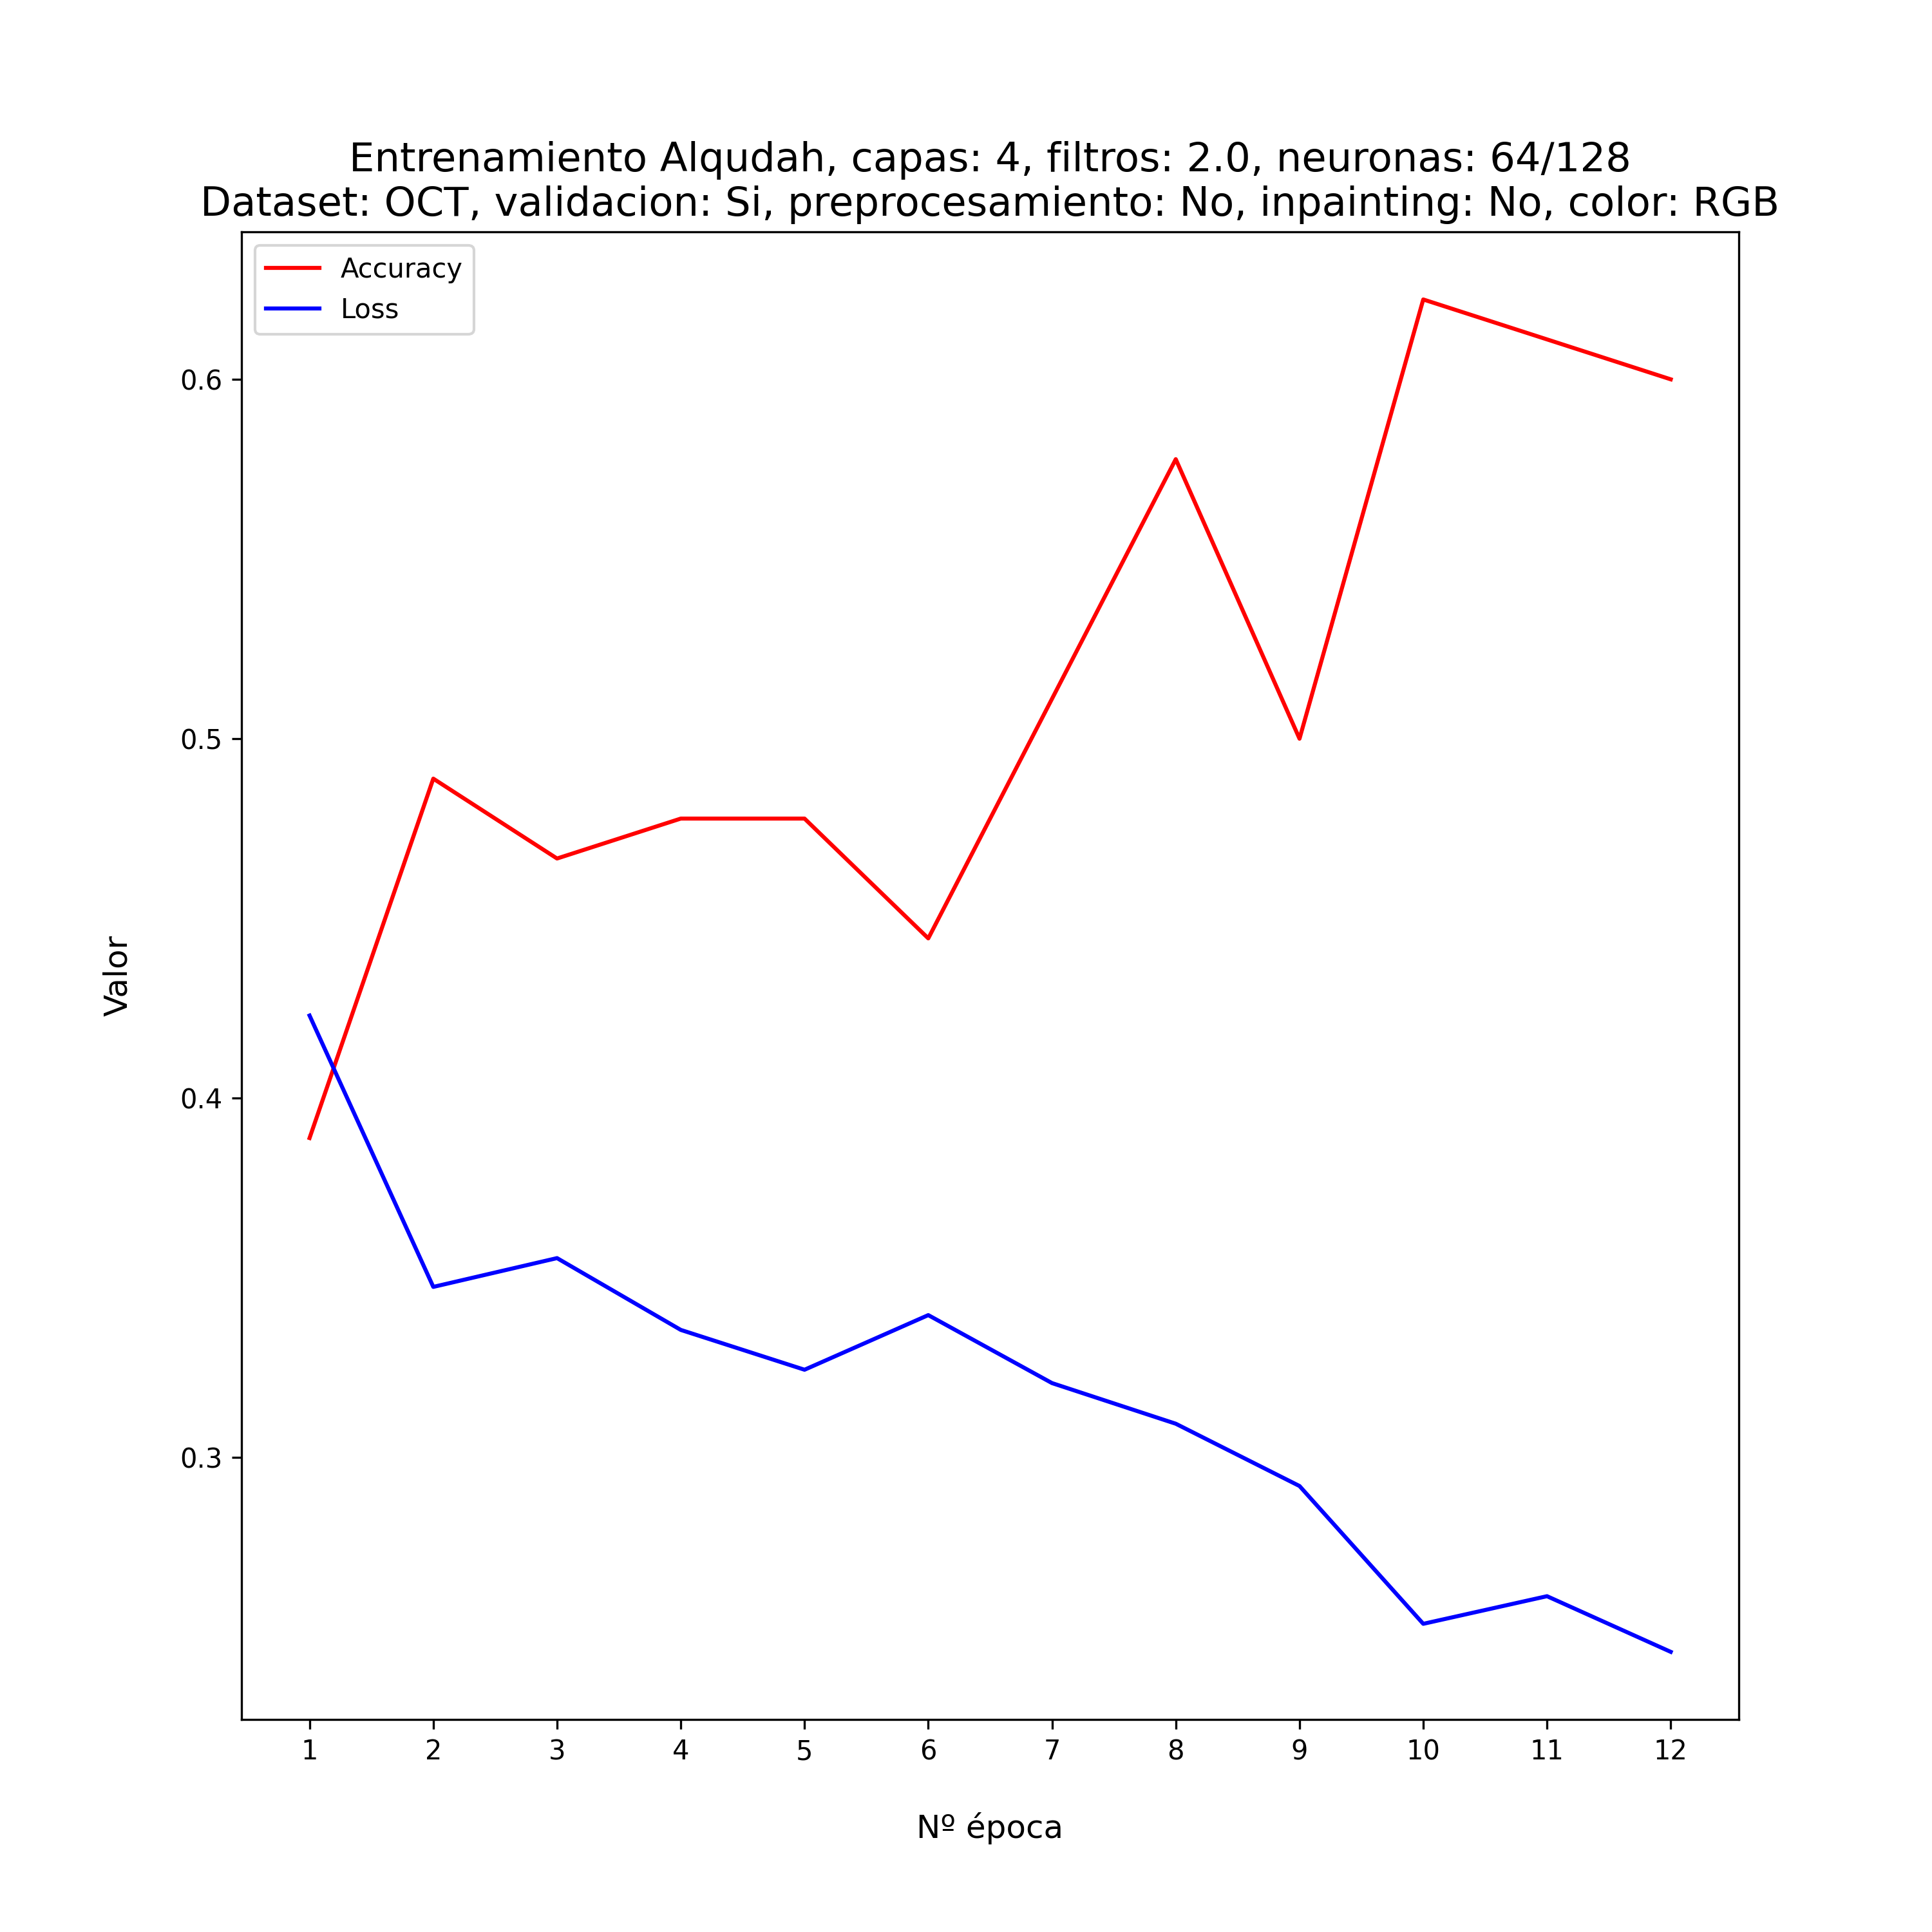 Entrenamiento Alqudah, capas: 4, filtros: 2.0, neuronas: 64/128
Dataset: OCT, validacion: Si, preprocesamiento: No, inpainting: No, color: RGB
Accuracy
Loss
0.6
0.5
0.4
0.3
Valor
1 2 3 4 5 6 7 8 9 10 11 12
Nº época